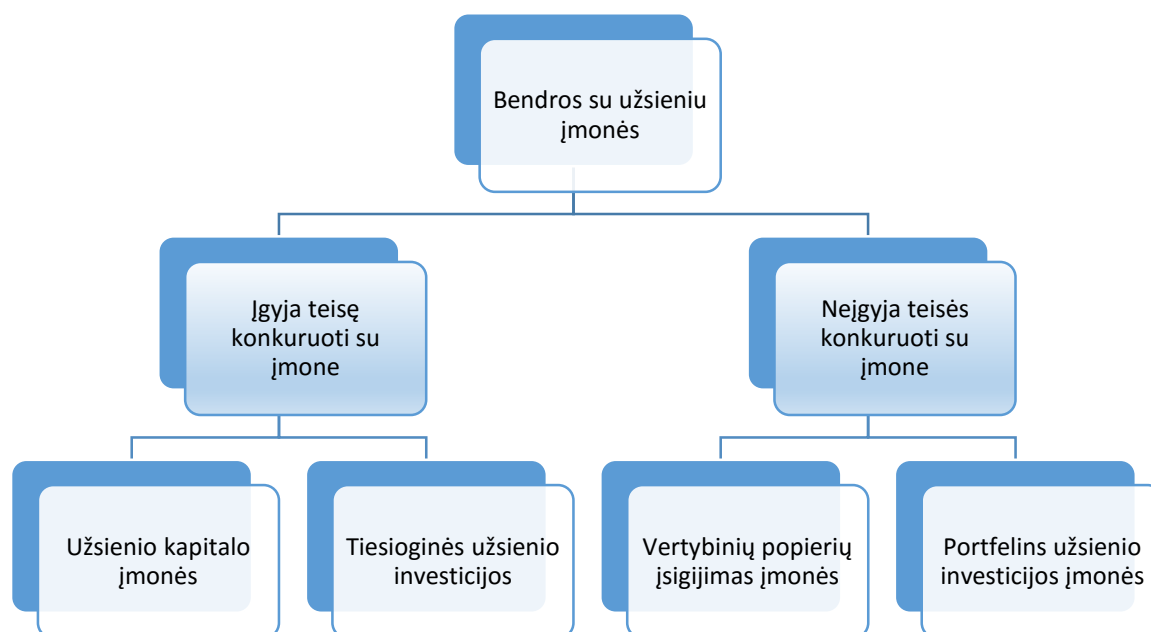 Bendros su užsieniu
įmonės
Įgyja teisę
konkuruoti su
įmone
Neįgyja teisės
konkuruoti su
įmone
Užsienio kapitalo
įmonės
Tiesioginės užsienio
investicijos
Vertybinių popierių
įsigijimas įmonės
Portfelins užsienio
investicijos įmonės